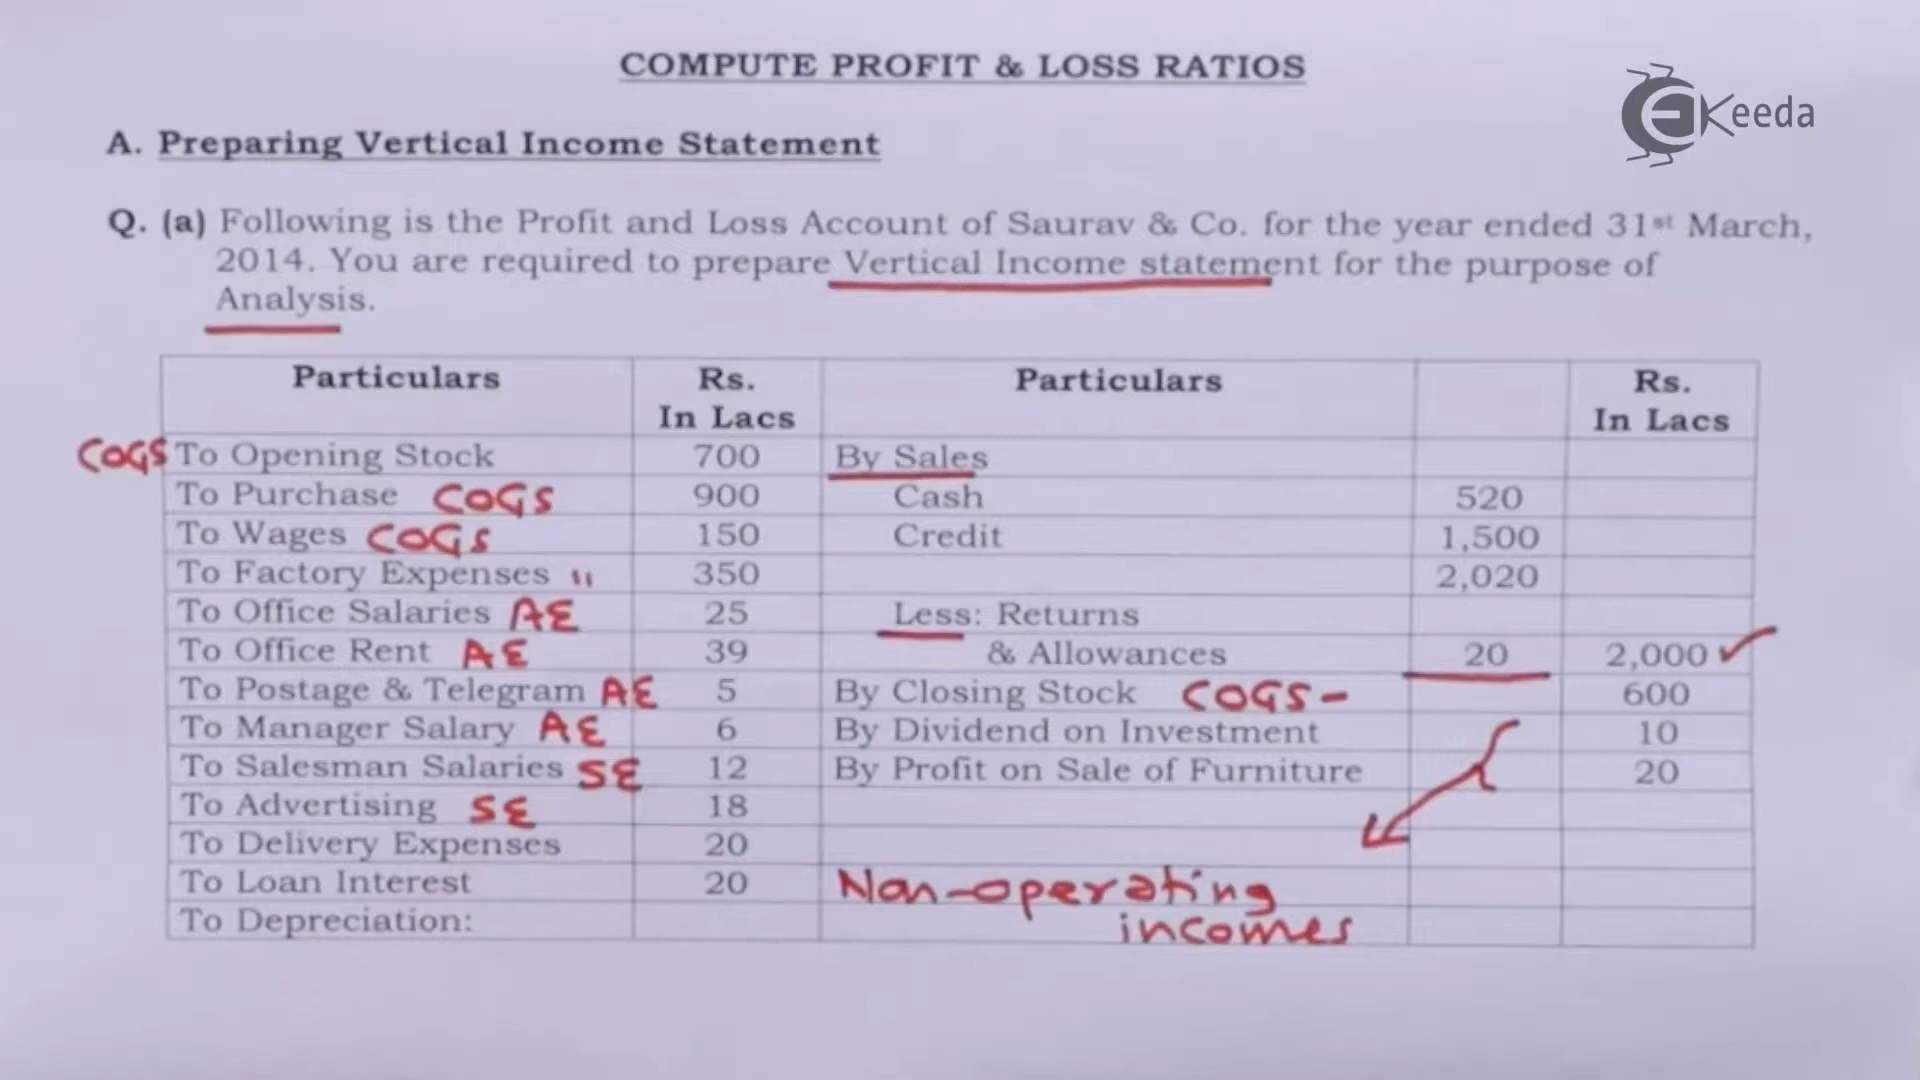 COMPUTE PROFIT & LOSS RATIOS
EKeeda
A. Preparing Vertical Income Statement
Q. (a) Following is the Profit and Loss Account of Saurav & Co. for the year ended 31st March,
2014. You are required to prepare Vertical Income statement for the purpose of
Analysis.
Particulars Rs. In Lacs Particulars Rs. In Lacs
COGS To Opening Stock 700 By Sales
To Purchase COGS 900 Cash 520
To Wages COGS 150 Credit 1,500
To Factory Expenses " 350 2,020
To Office Salaries AE 25 Less: Returns
To Office Rent AE 39 & Allowances 20 2,000
To Postage & Telegram AE 5 By Closing Stock COGS - 600
To Manager Salary AE 6 By Dividend on Investment 10
To Salesman Salaries SE 12 By Profit on Sale of Furniture 20
To Advertising SE 18
To Delivery Expenses 20
To Loan Interest 20 Non-operating
To Depreciation: incomes